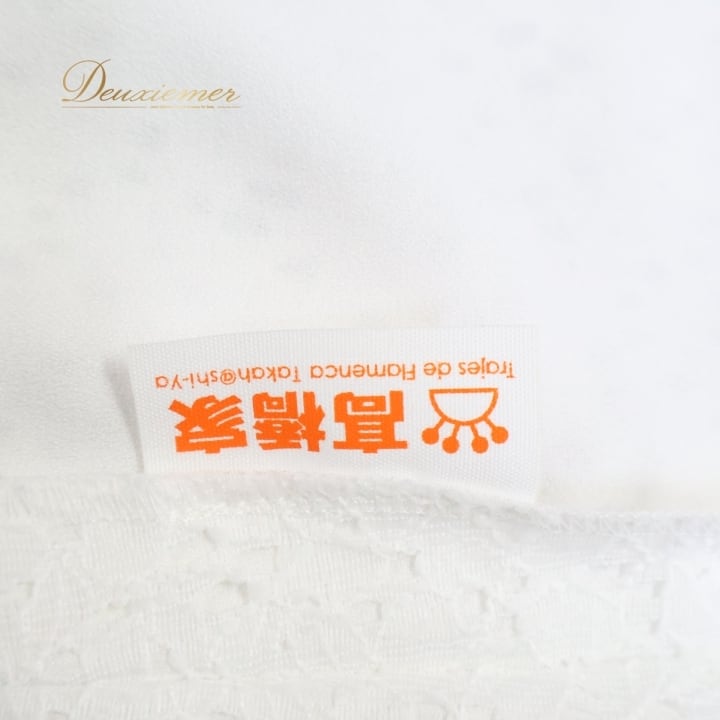 Deuxiemer
髙橋家
Trajes de Flamenca Takah@shi-Ya